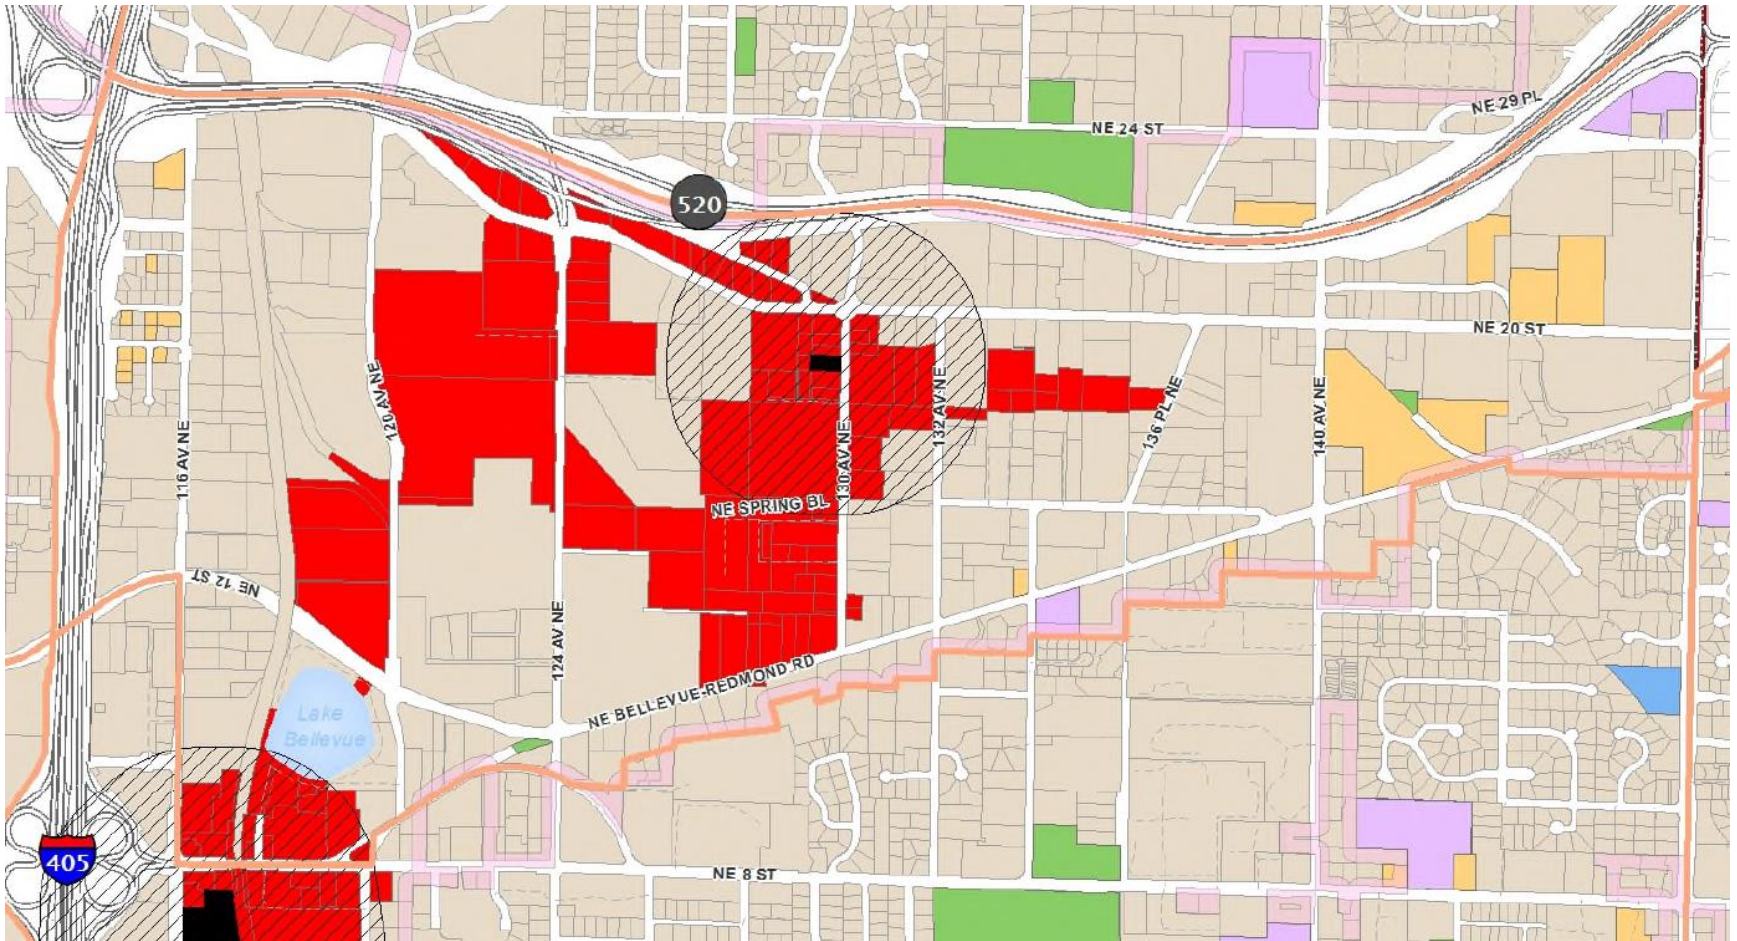 NE 29 PL
NE 24 ST
520
NE 20 ST
120 AV NE
132 AV NE
136 PL NE
140 AV NE
116 AV NE
130 AV NE
NE SPRING BL
NE 12 ST
124 AV NE
NE BELLEVUE-REDMOND RD
Lake
Bellevue
405
NE 8 ST